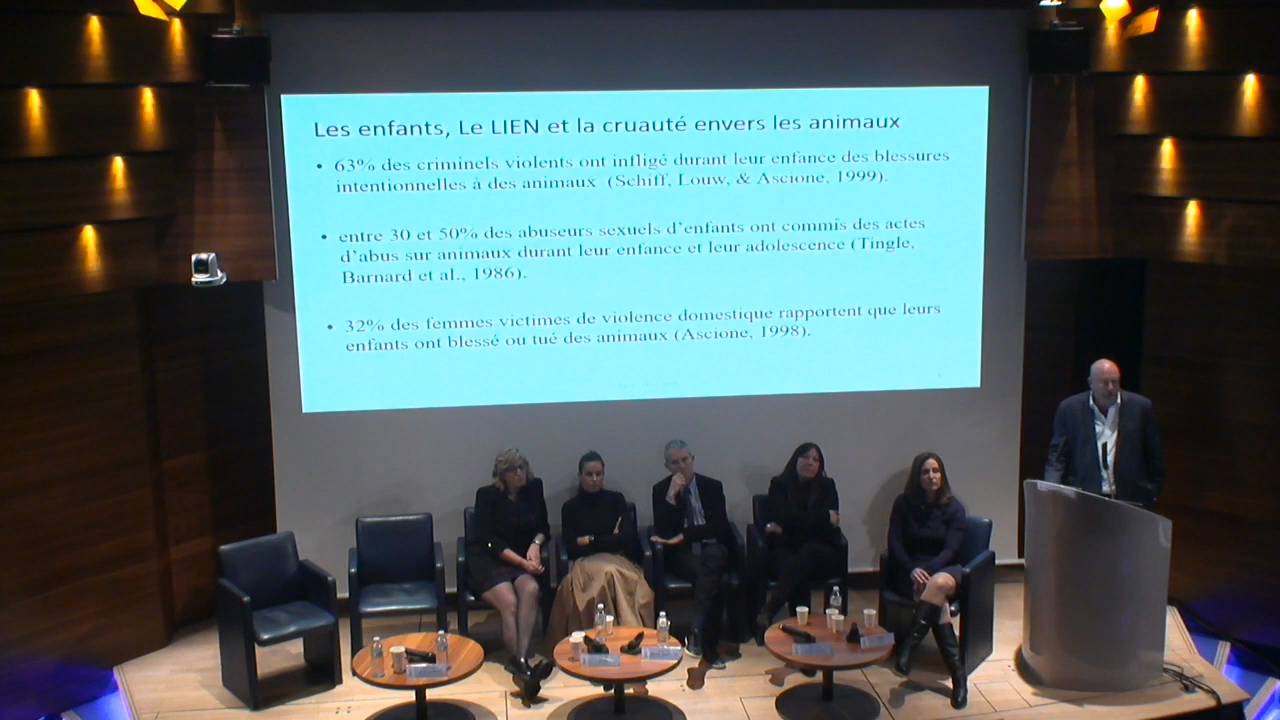 Les enfants, Le LIEN et la cruauté envers les animaux
• 63% des criminels violents ont infligé durant leur enfance des blessures
intentionnelles à des animaux (Schiff, Louw, & Ascione, 1999).
• entre 30 et 50% des abuseurs sexuels d'enfants ont commis des actes
d'abus sur animaux durant leur enfance et leur adolescence (Tingle,
Barnard et al., 1986).
• 32% des femmes victimes de violence domestique rapportent que leurs
enfants ont blessé ou tué des animaux (Ascione, 1998).